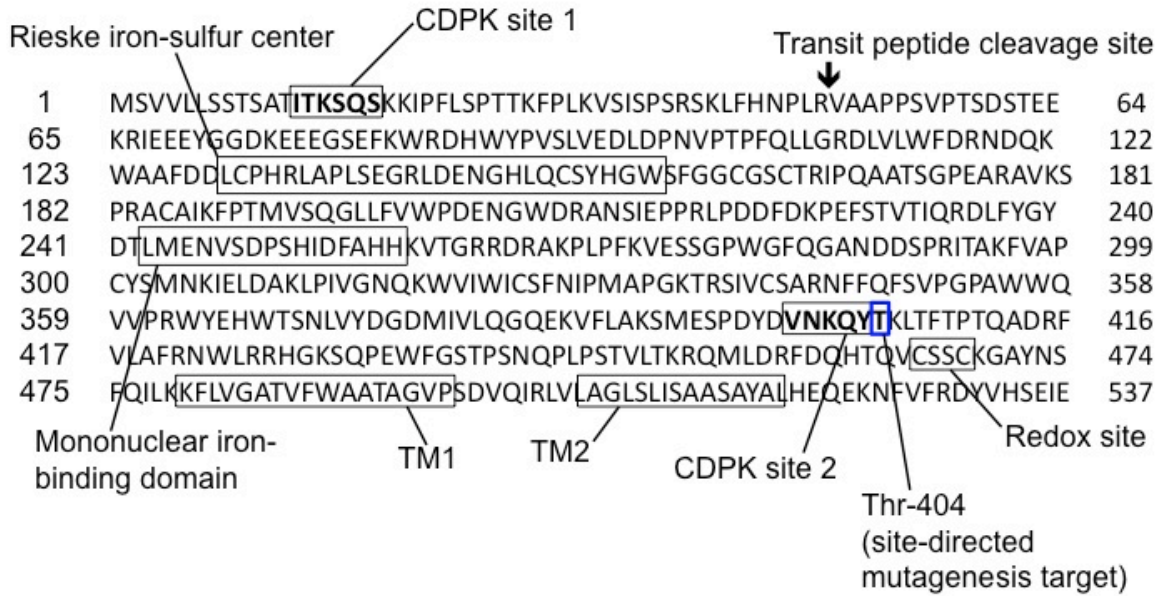 CDPK site 1
Rieske iron-sulfur center
Transit peptide cleavage site
1 MSVVLLSSTSATITKSQSKKIPFLSPTTKFPLKVSISPSRSKLFHNPLRVAAPPSVPTSDSTEE 64
65 KRIEEEYGGDKEEEGSEFKWRDHWYPVSLVEDLDPNVPTPFQLLGRDLVLWFDRNDQK 122
123 WAAFDDLCPHRLAPLSEGRLDENGHLQCSYHGWSFGGCGSCTRIPQAATSGPEARAVKS 181
182 PRACAIKFPTMVSQGLLFVWPDENGWDRANSIEPPRLPDDFDKPEFSTVTIQRDLFYGY 240
241 DTLMENVSDPSHIDFAHHKVTGRRDRAKPLPFKVESSGPWGFQGANDDSPRITAKFVAP 299
300 CYSMNKIELDAKLPIVGNQKWVIWICSFNIPMAPGKTRSIVCSARNFFQFSVPGPAWWQ 358
359 VVPRWYEHWTSNLVYDGDMIVLQGQEKVFLAKSMESPDYDVNKQYTKLTFTPTQADRF 416
417 VLAFRNWLRRHGKSQPEWFGSTPSNQPLPSTVLTKRQMLDRFDQHTQVCSSCKGAYNS 474
475 FQILKKFLVGATVFWAATAGVPSDVQIRLVLAGLSLISAASAYALHEQEKNFVFRDYVHSEIE 537
Mononuclear iron-
binding domain
TM1
TM2
CDPK site 2
Redox site
Thr-404
(site-directed
mutagenesis target)